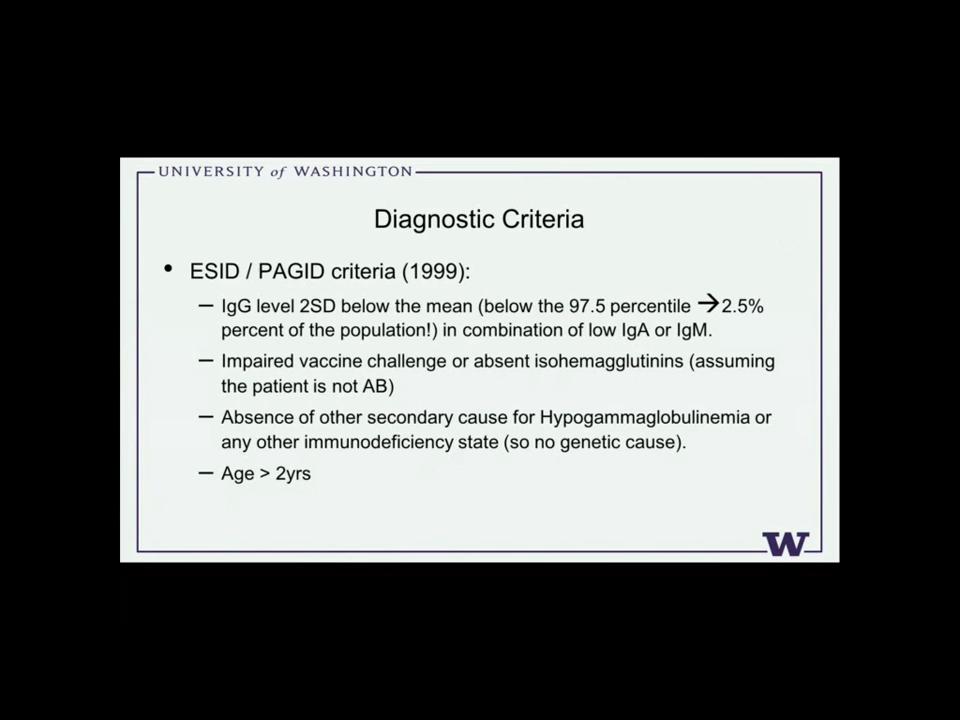 UNIVERSITY of WASHINGTON
Diagnostic Criteria
• ESID / PAGID criteria (1999):
– IgG level 2SD below the mean (below the 97.5 percentile →2.5%
percent of the population!) in combination of low IgA or IgM.
– Impaired vaccine challenge or absent isohemagglutinins (assuming
the patient is not AB)
– Absence of other secondary cause for Hypogammaglobulinemia or
any other immunodeficiency state (so no genetic cause).
– Age > 2yrs
W